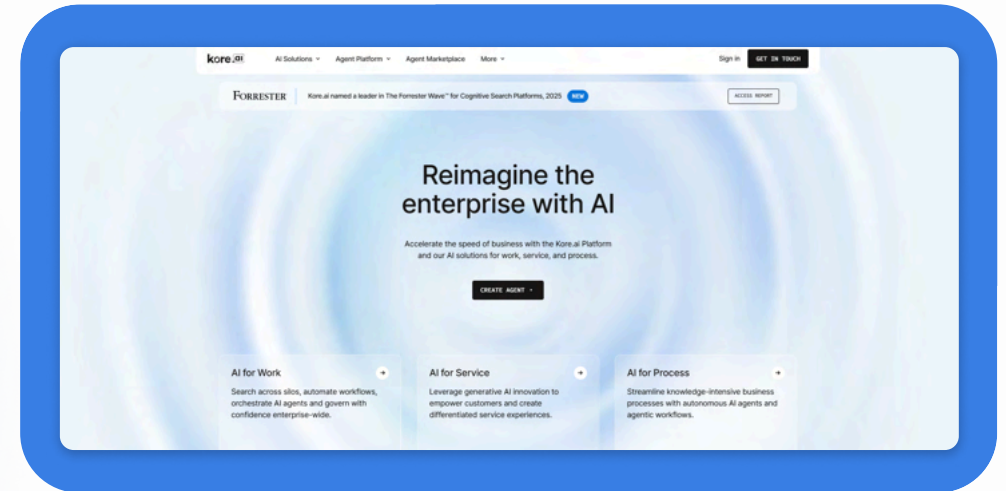 kore.ai
AI Solutions
Agent Platform
Agent Marketplace
More
Sign in
GET IN TOUCH
FORRESTER
Kore.ai named a leader in The Forrester Wave™ for Cognitive Search Platforms, 2025
NEW
ACCESS REPORT
Reimagine the
enterprise with AI
Accelerate the speed of business with the Kore.ai Platform
and our AI solutions for work, service, and process.
CREATE AGENT
AI for Work
Search across silos, automate workflows,
orchestrate AI agents and govern with
confidence enterprise-wide.
AI for Service
Leverage generative AI innovation to
empower customers and create
differentiated service experiences.
AI for Process
Streamline knowledge-intensive business
processes with autonomous AI agents and
agentic workflows.